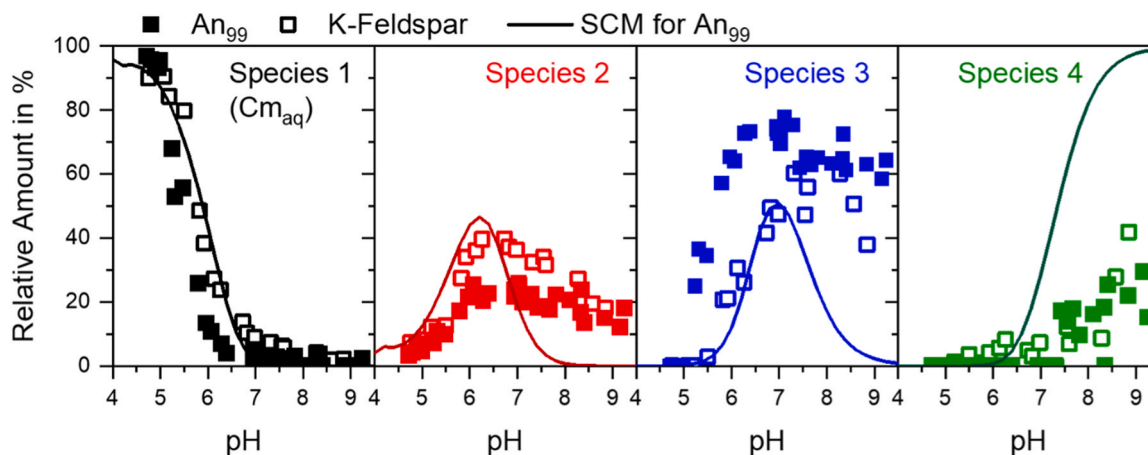 An₉₉ K-Feldspar SCM for An₉₉
Relative Amount in %
100
80
60
40
20
0
Species 1
(Cmaq)
Species 2
Species 3
Species 4
4 5 6 7 8 9 4 5 6 7 8 9 4 5 6 7 8 9 4 5 6 7 8 9
pH pH pH pH